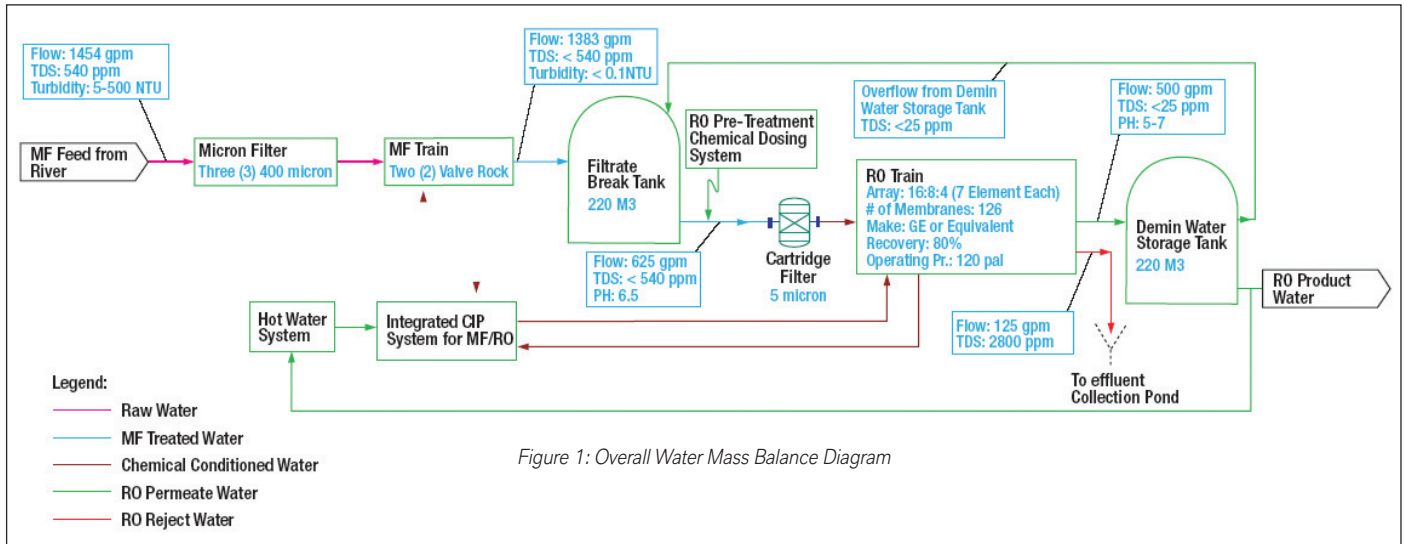 Flow: 1454 gpm
TDS: 540 ppm
Turbidity: 5-500 NTU
Flow: 1383 gpm
TDS: < 540 ppm
Turbidity: < 0.1NTU
Overflow from Demin
Water Storage Tank
TDS: <25 ppm
Flow: 500 gpm
TDS: <25 ppm
PH: 5-7
MF Feed from
River
Micron Filter
Three (3) 400 micron
MF Train
Two (2) Valve Rock
Filtrate
Break Tank
220 M3
RO Pre-Treatment
Chemical Dosing
System
RO Train
Array: 16:8:4 (7 Element Each)
# of Membranes: 126
Make: GE or Equivalent
Recovery: 80%
Operating Pr.: 120 pal
Demin Water
Storage Tank
220 M3
Flow: 625 gpm
TDS: < 540 ppm
PH: 6.5
Cartridge
Filter
5 micron
RO Product
Water
Hot Water
System
Integrated CIP
System for MF/RO
Flow: 125 gpm
TDS: 2800 ppm
To effluent
Collection Pond
Legend:
Raw Water
MF Treated Water
Chemical Conditioned Water
RO Permeate Water
RO Reject Water
Figure 1: Overall Water Mass Balance Diagram